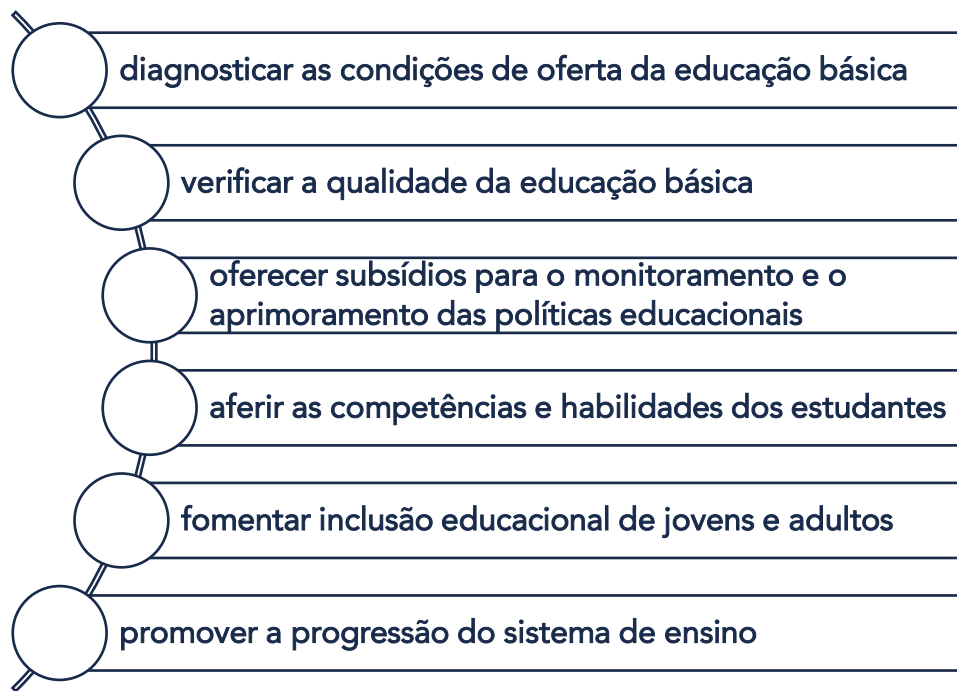 diagnosticar as condições de oferta da educação básica
verificar a qualidade da educação básica
oferecer subsídios para o monitoramento e o
aprimoramento das políticas educacionais
aferir as competências e habilidades dos estudantes
fomentar inclusão educacional de jovens e adultos
promover a progressão do sistema de ensino